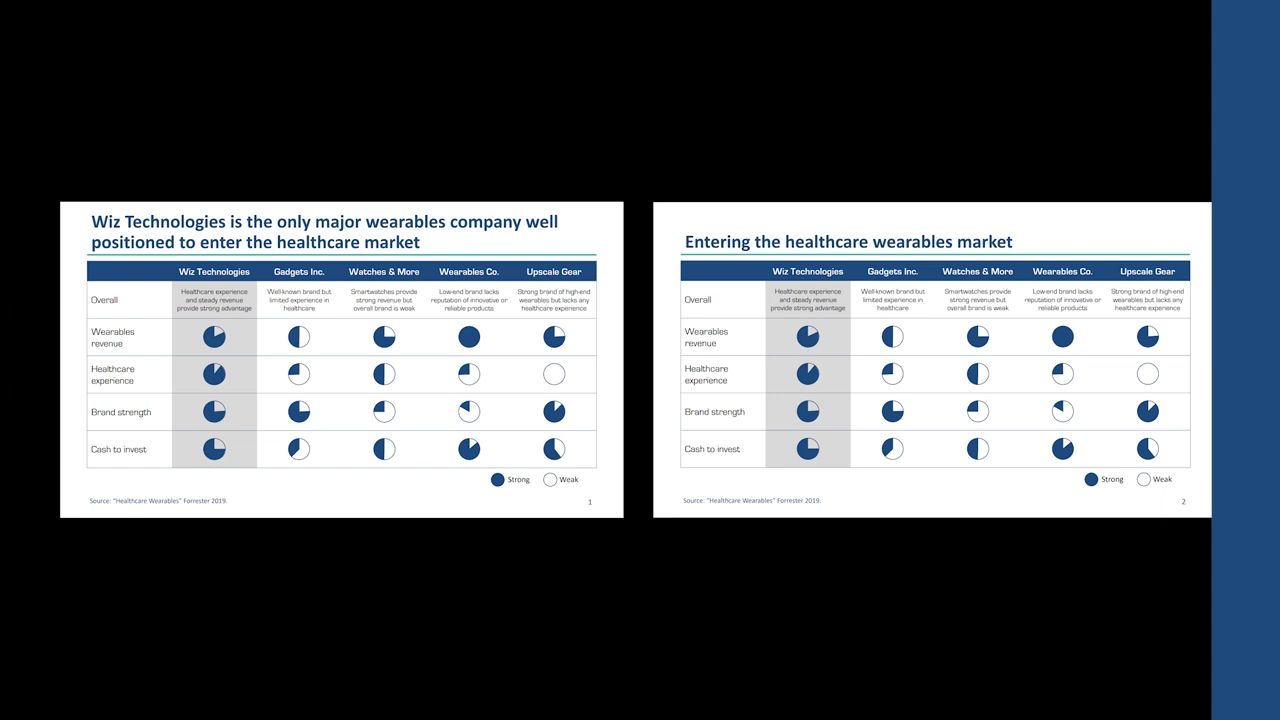 Wiz Technologies is the only major wearables company well
positioned to enter the healthcare market
Wiz Technologies Gadgets Inc. Watches & More Wearables Co. Upscale Gear
Overall
Healthcare experience
and steady revenue
provide strong advantage
Well-known brand but
limited experience in
healthcare
Smartwatches provide
strong revenue but
overall brand is weak
Low-end brand lacks
reputation of innovative or
reliable products
Strong brand of high-end
wearables but lacks any
healthcare experience
Wearables
revenue
Healthcare
experience
Brand strength
Cash to invest
Strong Weak
Source: "Healthcare Wearables" Forrester 2019.
1
Entering the healthcare wearables market
Wiz Technologies Gadgets Inc. Watches & More Wearables Co. Upscale Gear
Overall
Healthcare experience
and steady revenue
provide strong advantage
Well-known brand but
limited experience in
healthcare
Smartwatches provide
strong revenue but
overall brand is weak
Low-end brand lacks
reputation of innovative or
reliable products
Strong brand of high-end
wearables but lacks any
healthcare experience
Wearables
revenue
Healthcare
experience
Brand strength
Cash to invest
Strong Weak
Source: "Healthcare Wearables" Forrester 2019.
2